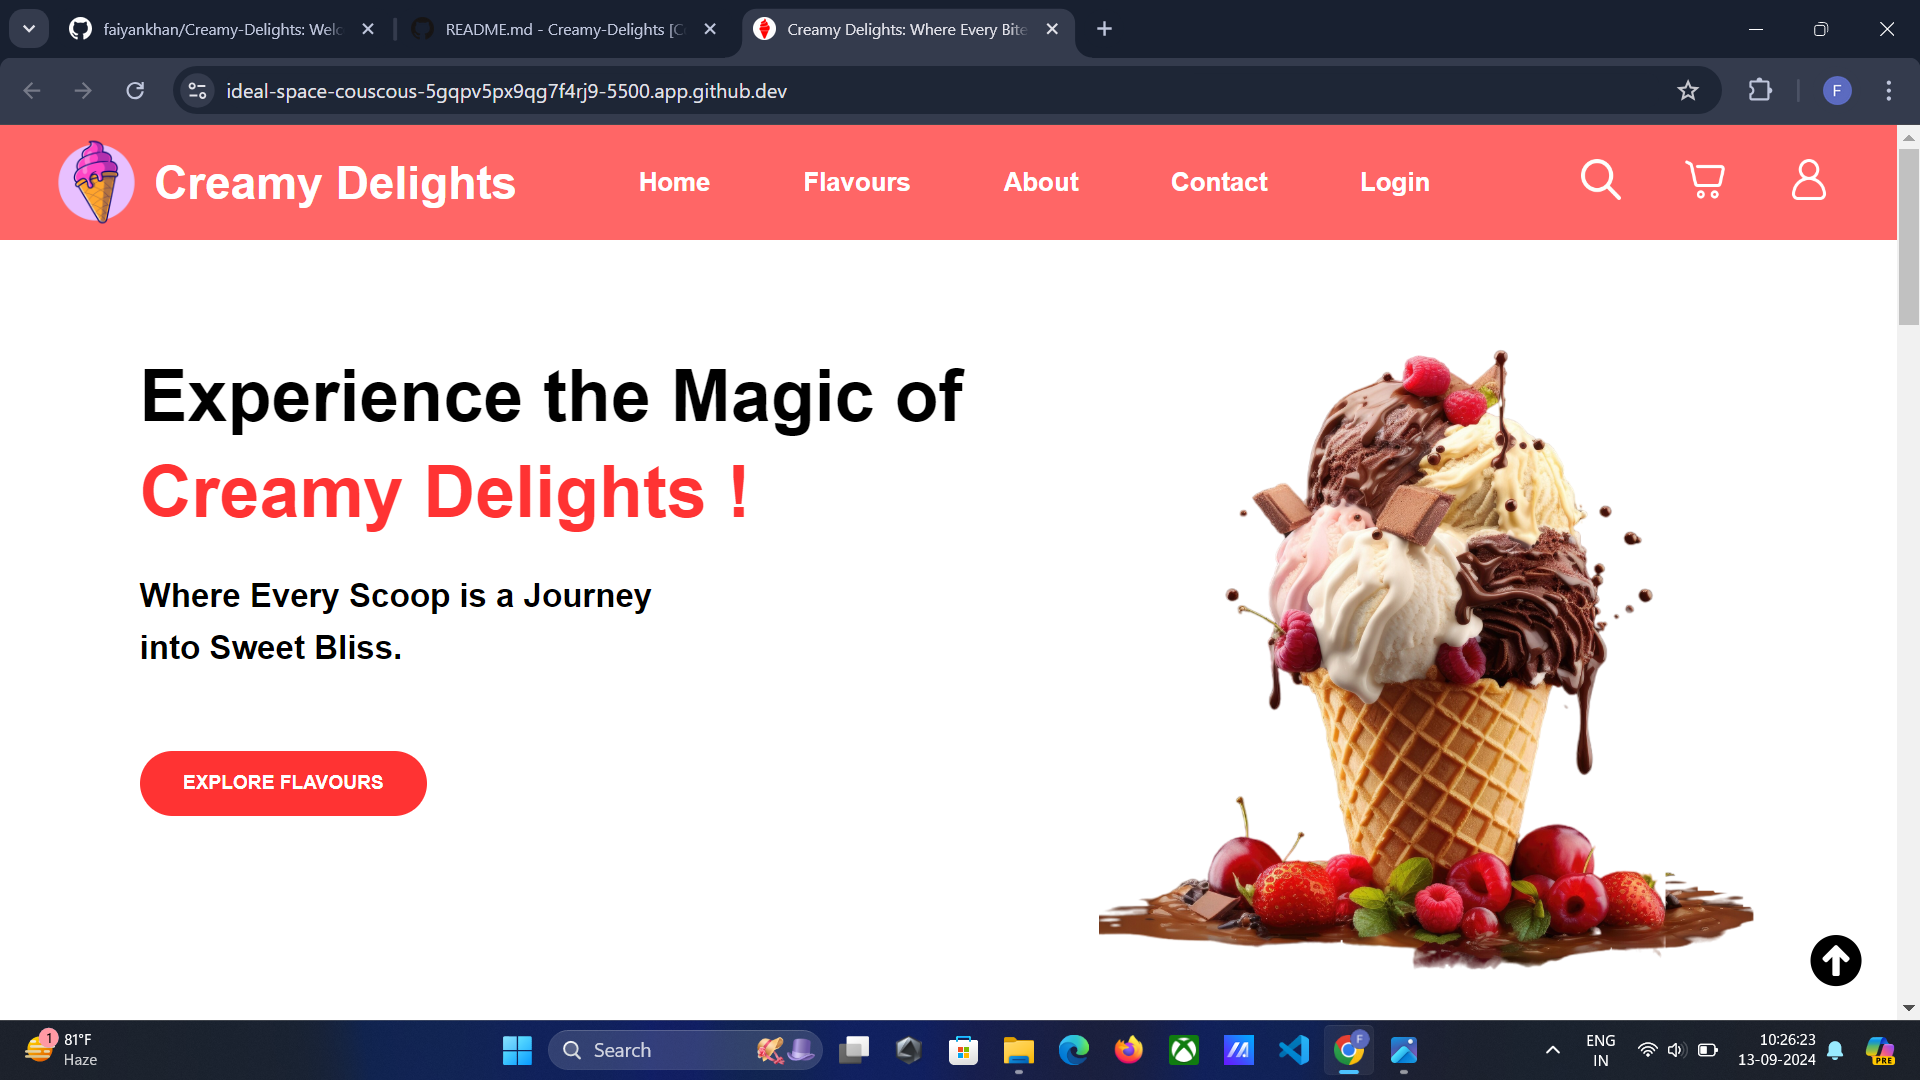 faiyankhan/Creamy-Delights: Welc
README.md - Creamy-Delights [C
Creamy Delights: Where Every Bite
ideal-space-couscous-5gqpv5px9qg7f4rj9-5500.app.github.dev
F
Creamy Delights
Home
Flavours
About
Contact
Login
Experience the Magic of
Creamy Delights !
Where Every Scoop is a Journey
into Sweet Bliss.
EXPLORE FLAVOURS
1
81°F
Haze
Search
F
ENG
IN
10:26:23
13-09-2024
PRE